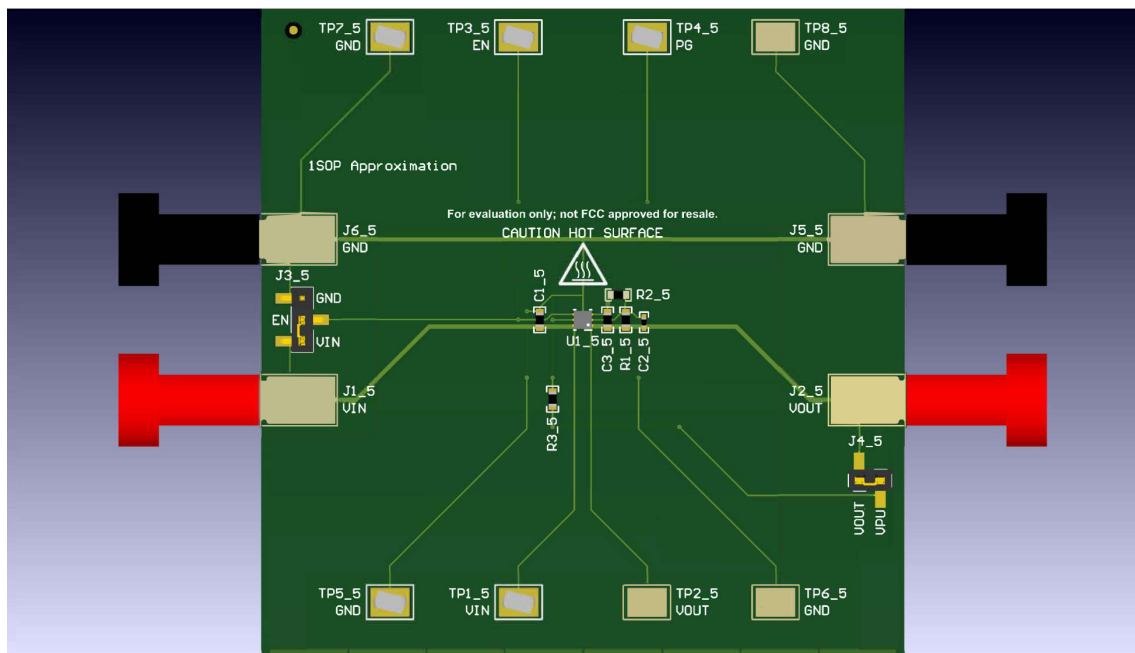 TP7_5
GND
TP3_5
EN
TP4_5
PG
TP8_5
GND
1SOP Approximation
For evaluation only; not FCC approved for resale.
CAUTION HOT SURFACE
J6_5
GND
J5_5
GND
J3_5
GND
EN
VIN
C1_5
R2_5
U1_5
C3_5
R1_5
C2_5
J1_5
VIN
J2_5
VOUT
R3_5
J4_5
VOUT
VPU
TP5_5
GND
TP1_5
VIN
TP2_5
VOUT
TP6_5
GND